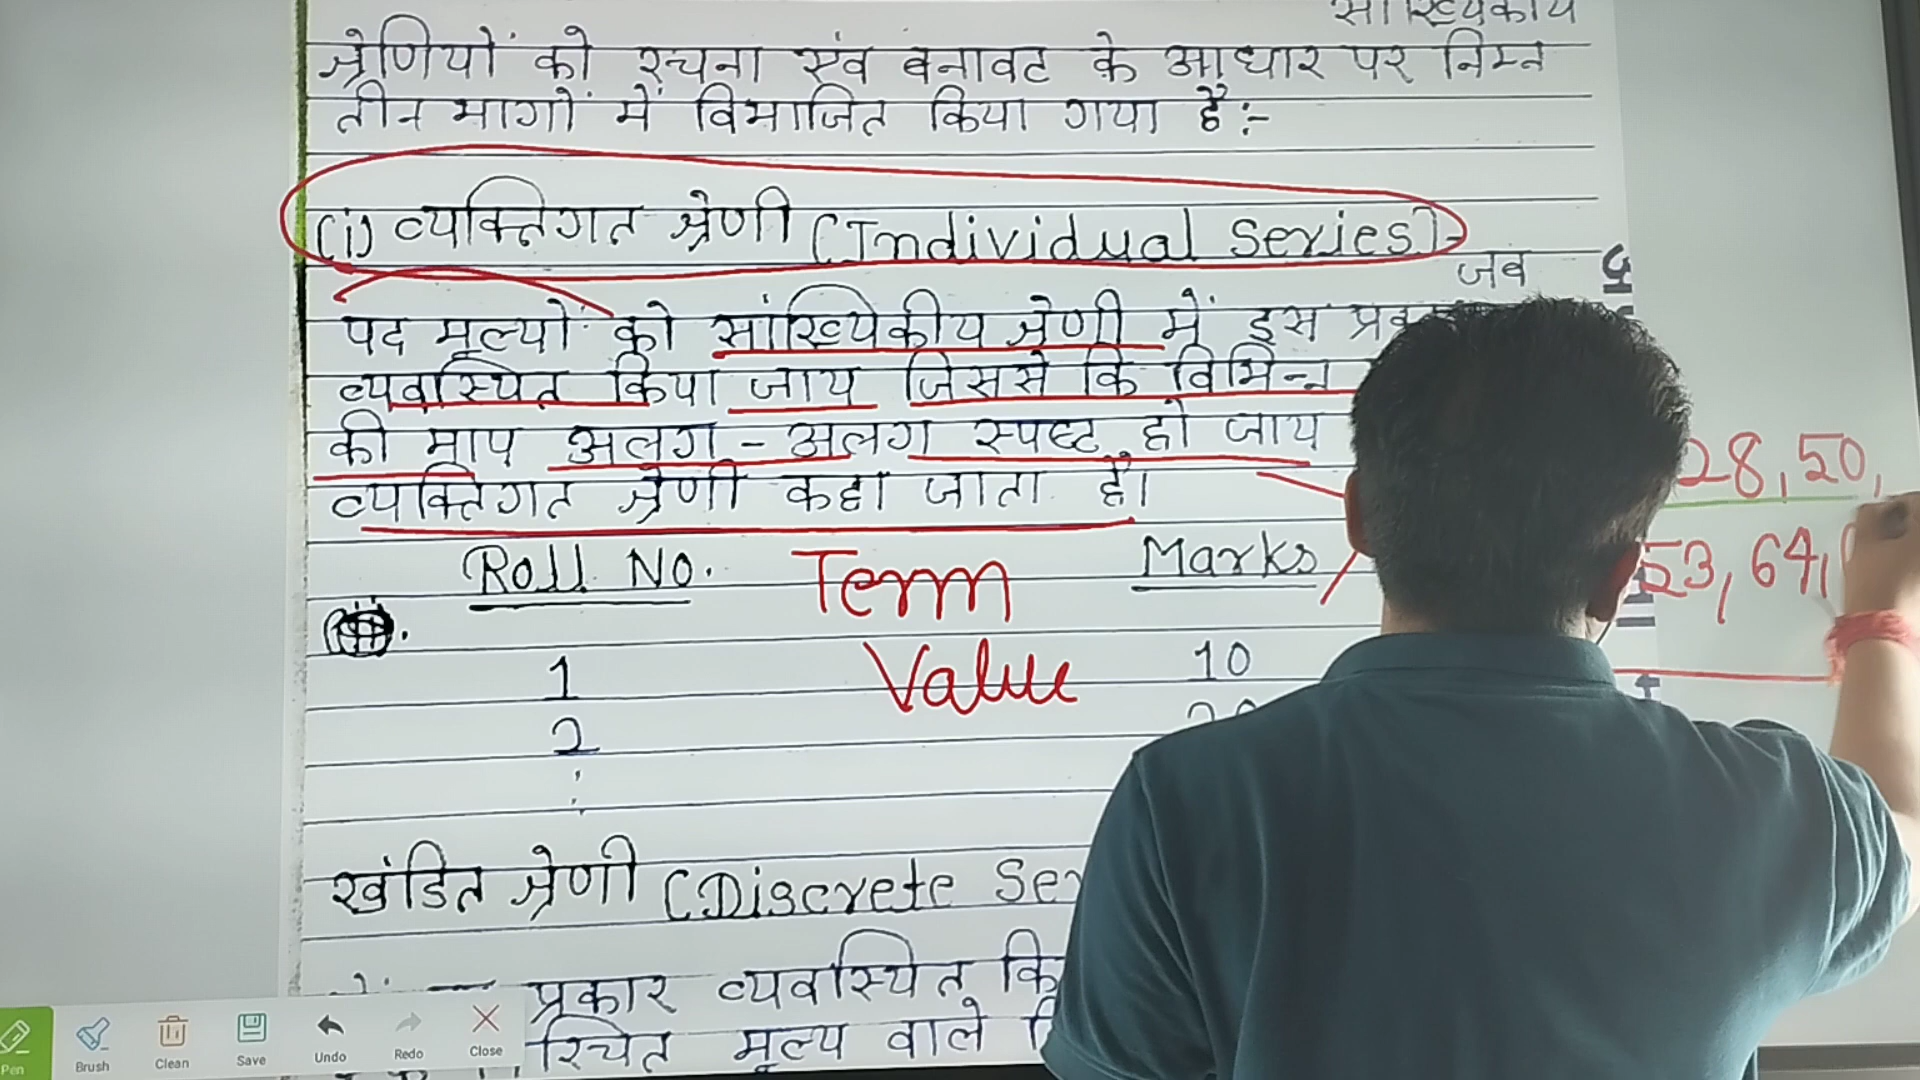 सांख्यिकीय
श्रेणियों को रचना एंव बनावट के आधार पर निम्न
तीन भागों में विभाजित किया गया है:-
(i) व्यक्तिगत श्रेणी (Individual Series)-
जब
पद मूल्यों को सांख्यिकीय श्रेणी में इस
व्यवस्थित किया जाय जिससे कि विभिन्न
की माप अलग-अलग स्पष्ट हो जाय
व्यक्तिगत श्रेणी कहा जाता है।
28, 50,
53, 64,
Roll No. Term Marks
1 Value 10
2
खंडित श्रेणी (Discrete
प्रकार व्यवस्थित
मूल्य वाले
Pen Brush Clean Save Undo Redo Close